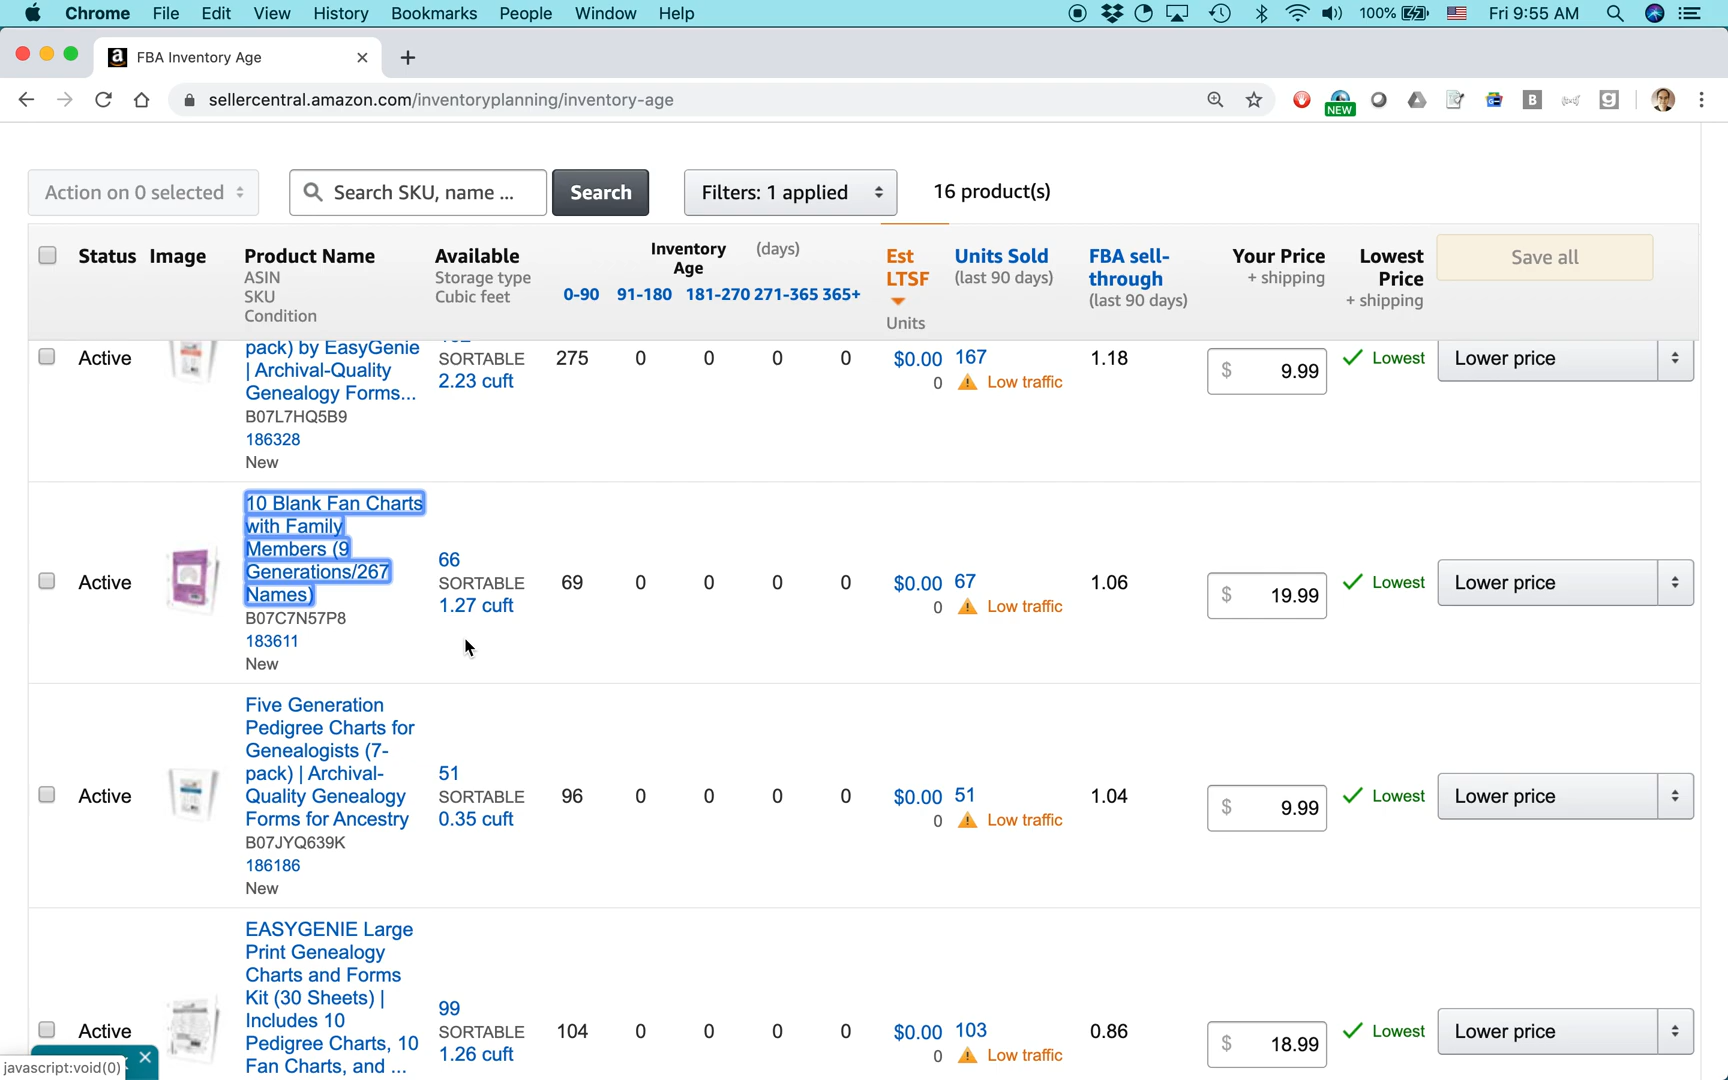 Chrome File Edit View History Bookmarks People Window Help 100% Fri 9:55 AM
a FBA Inventory Age
sellercentral.amazon.com/inventoryplanning/inventory-age
NEW
B
g
Action on 0 selected
Search SKU, name ...
Search
Filters: 1 applied
16 product(s)
Status Image
Product Name
ASIN
SKU
Condition
Available
Storage type
Cubic feet
Inventory Age (days)
0-90 91-180 181-270 271-365 365+
Est LTSF
Units
Units Sold
(last 90 days)
FBA sell-through
(last 90 days)
Your Price
+ shipping
Lowest Price
+ shipping
Save all
Active
pack) by EasyGenie
| Archival-Quality
Genealogy Forms...
B07L7HQ5B9
186328
New
SORTABLE
2.23 cuft
275 0 0 0 0
$0.00
0
167
Low traffic
1.18
$ 9.99
Lowest
Lower price
Active
10 Blank Fan Charts
with Family
Members (9
Generations/267
Names)
B07C7N57P8
183611
New
66
SORTABLE
1.27 cuft
69 0 0 0 0
$0.00
0
67
Low traffic
1.06
$ 19.99
Lowest
Lower price
Active
Five Generation
Pedigree Charts for
Genealogists (7-
pack) | Archival-
Quality Genealogy
Forms for Ancestry
B07JYQ639K
186186
New
51
SORTABLE
0.35 cuft
96 0 0 0 0
$0.00
0
51
Low traffic
1.04
$ 9.99
Lowest
Lower price
Active
EASYGENIE Large
Print Genealogy
Charts and Forms
Kit (30 Sheets) |
Includes 10
Pedigree Charts, 10
Fan Charts, and ...
99
SORTABLE
1.26 cuft
104 0 0 0 0
$0.00
0
103
Low traffic
0.86
$ 18.99
Lowest
Lower price
javascript:void(0)